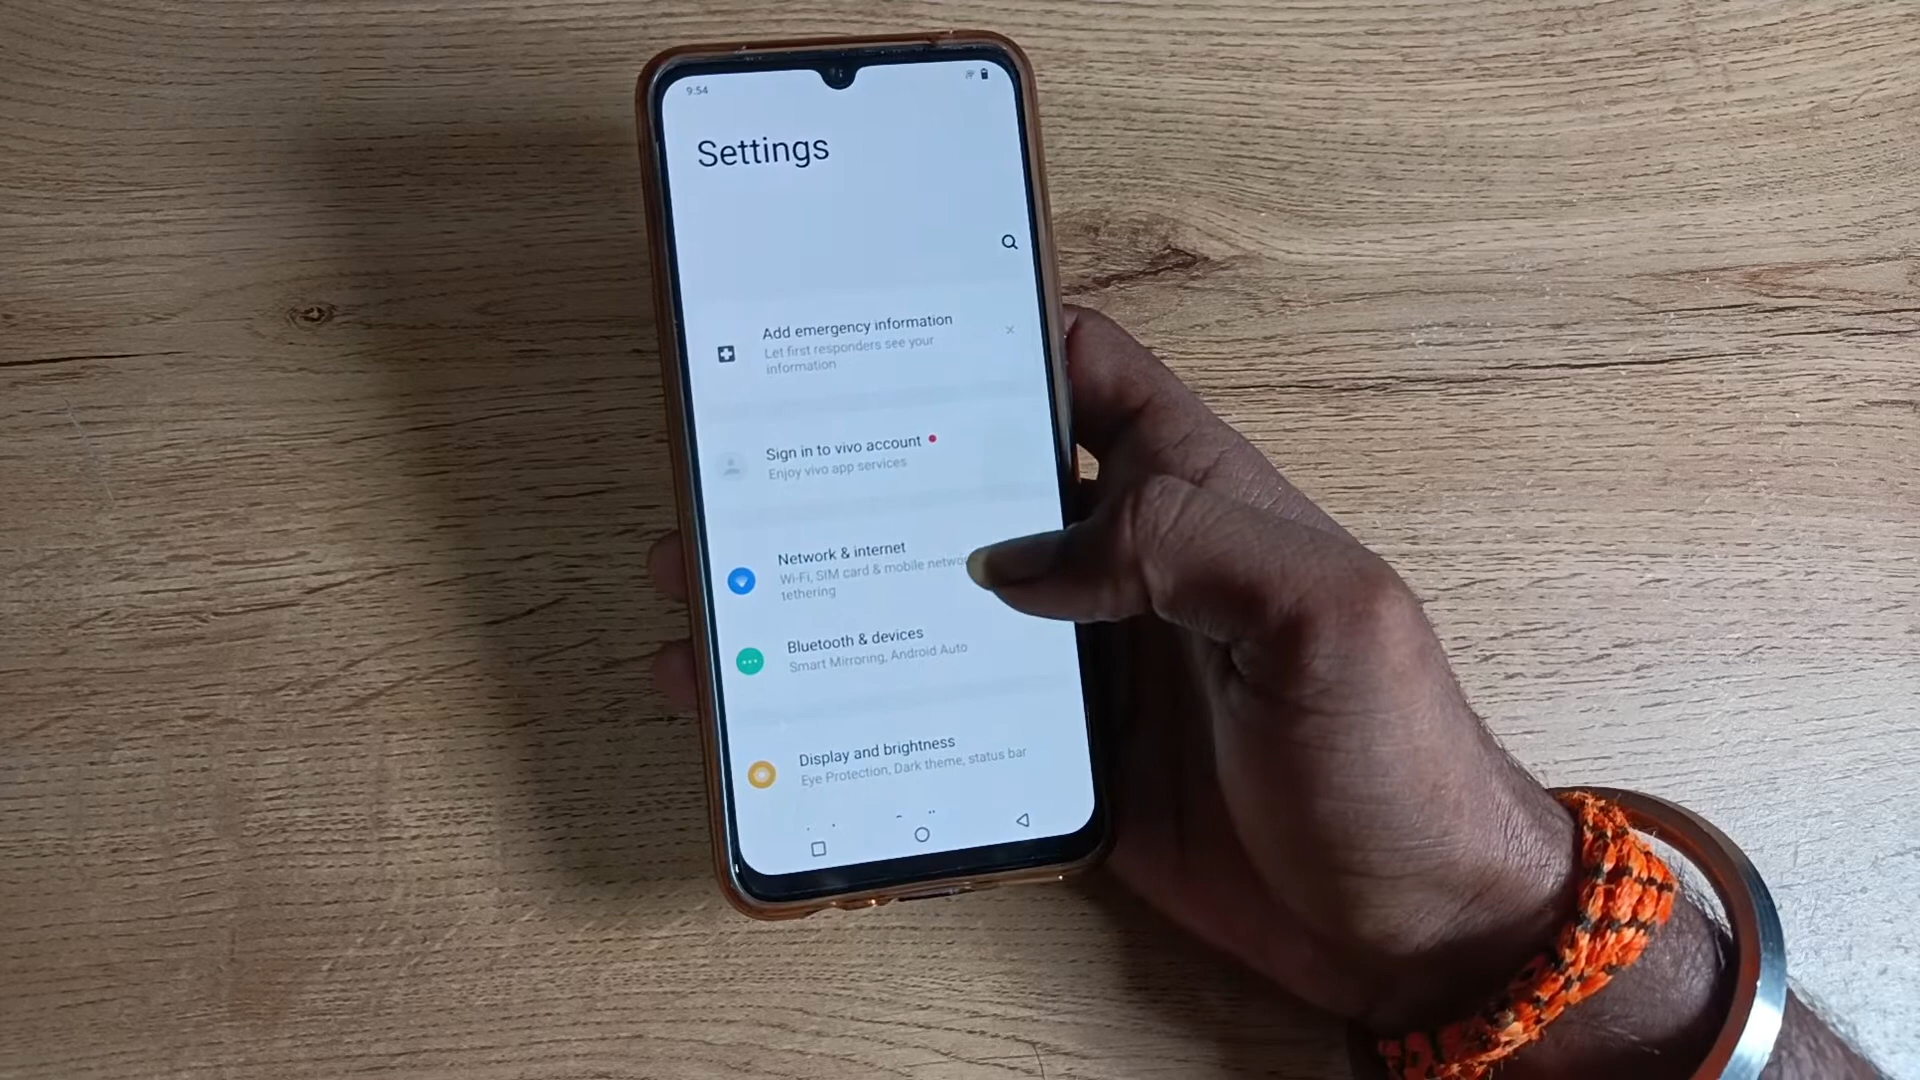 9:54
Settings
Add emergency information
Let first responders see your
information
Sign in to vivo account
Enjoy vivo app services
Network & internet
Wi-Fi, SIM card & mobile
tethering
Bluetooth & devices
Smart Mirroring, Android Auto
Display and brightness
Eye Protection, Dark theme, status bar